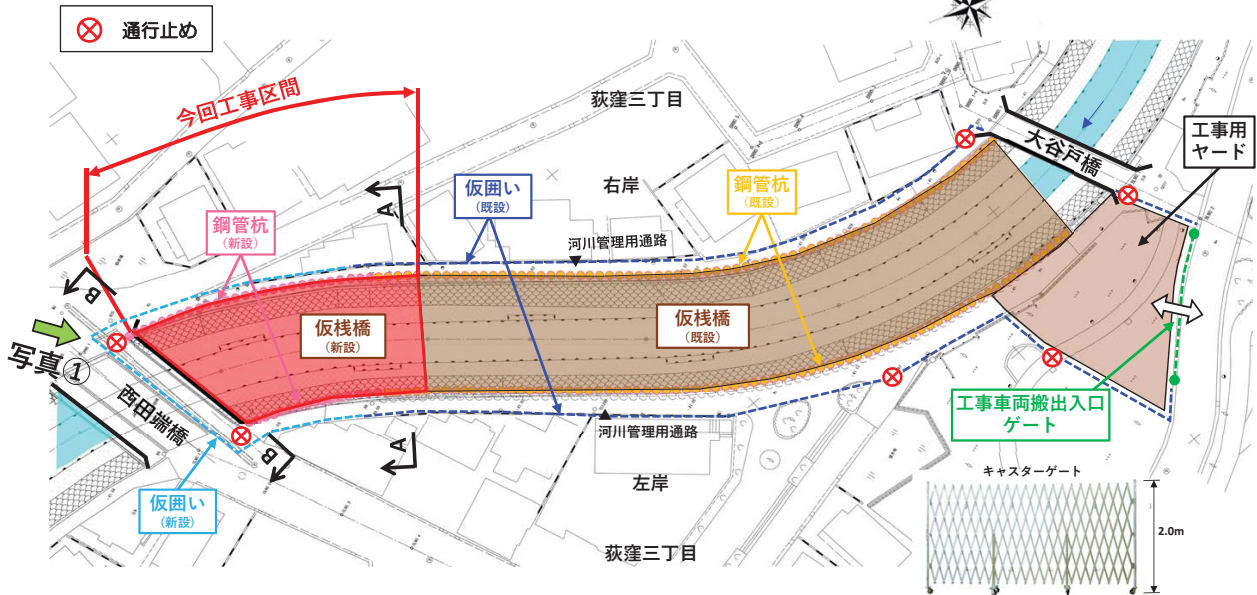 通行止め
今回工事区間
荻窪三丁目
大谷戸橋
工事用
ヤード
右岸
仮囲い
(既設)
鋼管杭
(既設)
鋼管杭
(新設)
A
河川管理用通路
B
仮桟橋
(新設)
仮桟橋
(既設)
写真①
西田端橋
工事車両搬出入口
ゲート
河川管理用通路
A
B
左岸
仮囲い
(新設)
キャスターゲート
2.0m
荻窪三丁目